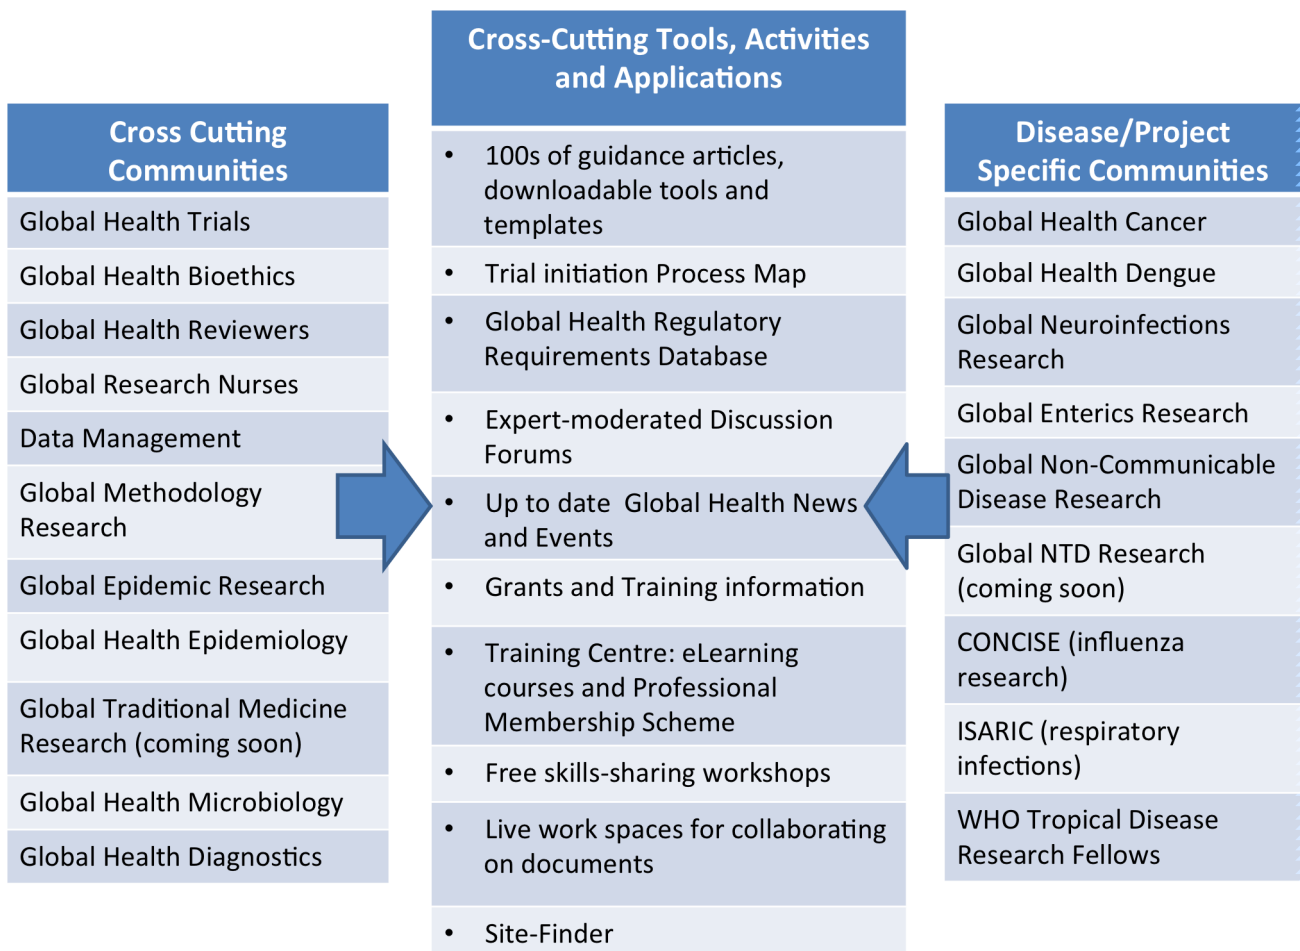 Cross Cutting
Communities
Global Health Trials
Global Health Bioethics
Global Health Reviewers
Global Research Nurses
Data Management
Global Methodology
Research
Global Epidemic Research
Global Health Epidemiology
Global Traditional Medicine
Research (coming soon)
Global Health Microbiology
Global Health Diagnostics
Cross-Cutting Tools, Activities
and Applications
• 100s of guidance articles,
downloadable tools and
templates
• Trial initiation Process Map
• Global Health Regulatory
Requirements Database
• Expert-moderated Discussion
Forums
• Up to date Global Health News
and Events
• Grants and Training information
• Training Centre: eLearning
courses and Professional
Membership Scheme
• Free skills-sharing workshops
• Live work spaces for collaborating
on documents
• Site-Finder
Disease/Project
Specific Communities
Global Health Cancer
Global Health Dengue
Global Neuroinfections
Research
Global Enterics Research
Global Non-Communicable
Disease Research
Global NTD Research
(coming soon)
CONCISE (influenza
research)
ISARIC (respiratory
infections)
WHO Tropical Disease
Research Fellows